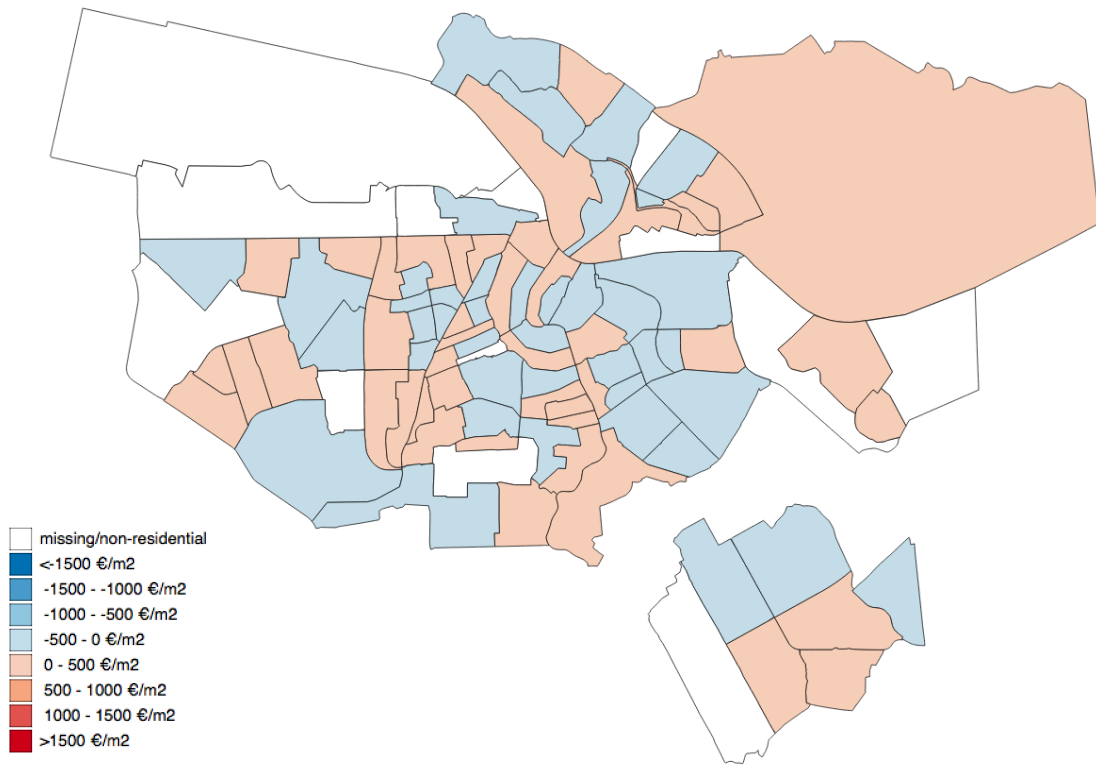 missing/non-residential
<-1500 €/m2
-1500 - -1000 €/m2
-1000 - -500 €/m2
-500 - 0 €/m2
0 - 500 €/m2
500 - 1000 €/m2
1000 - 1500 €/m2
>1500 €/m2